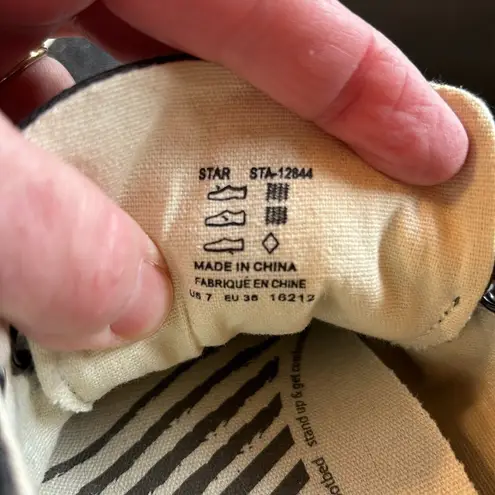 STAR STA-12844
MADE IN CHINA
FABRIQUÉ EN CHINE
US 7 EU 38 16212
stand up & get